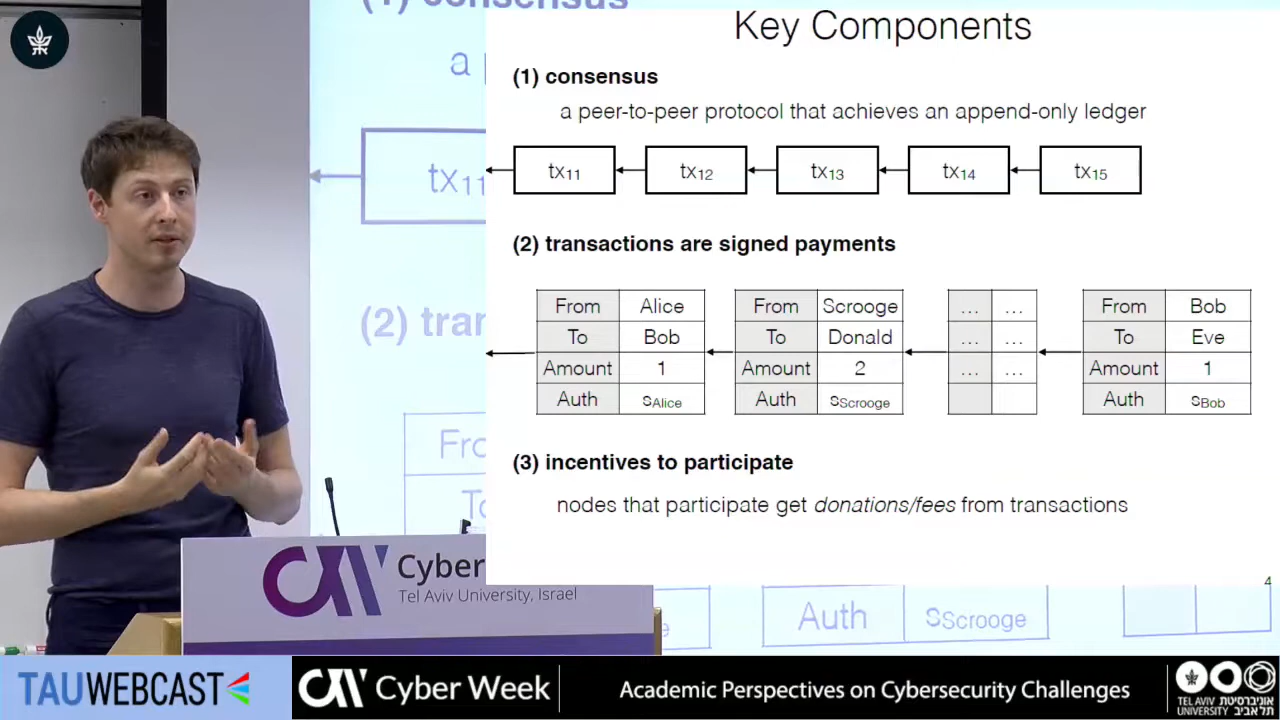 (1) consensus
a
tx₁₁
(2) tran
Fro
To
Auth
sScrooge
e
Key Components
(1) consensus
a peer-to-peer protocol that achieves an append-only ledger
tx₁₁ tx₁₂ tx₁₃ tx₁₄ tx₁₅
(2) transactions are signed payments
From Alice From Scrooge ... ... From Bob
To Bob To Donald ... ... To Eve
Amount 1 Amount 2 ... ... Amount 1
Auth sAlice Auth sScrooge Auth sBob
(3) incentives to participate
nodes that participate get donations/fees from transactions
4
Cyber
Tel Aviv University, Israel
TAUWEBCAST
Cyber Week
Academic Perspectives on Cybersecurity Challenges
TEL AVIV UNIVERSITY
אוניברסיטת תל אביב